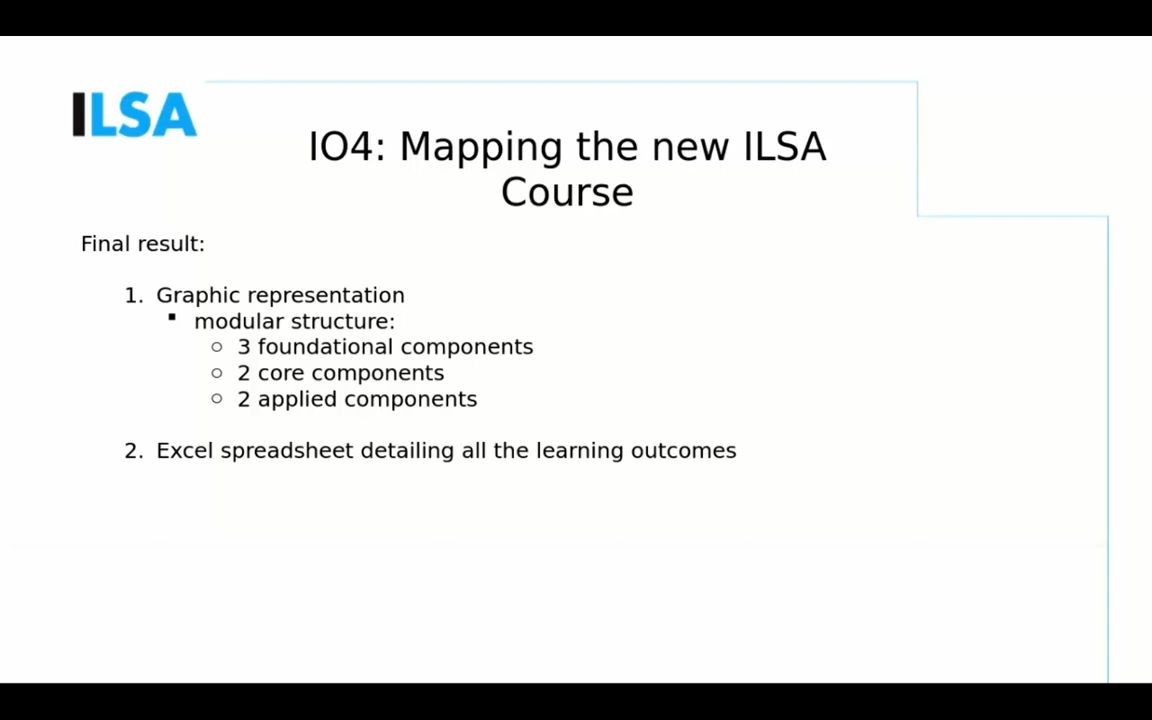 ILSA
IO4: Mapping the new ILSA
Course
Final result:
1. Graphic representation
▪ modular structure:
○ 3 foundational components
○ 2 core components
○ 2 applied components
2. Excel spreadsheet detailing all the learning outcomes